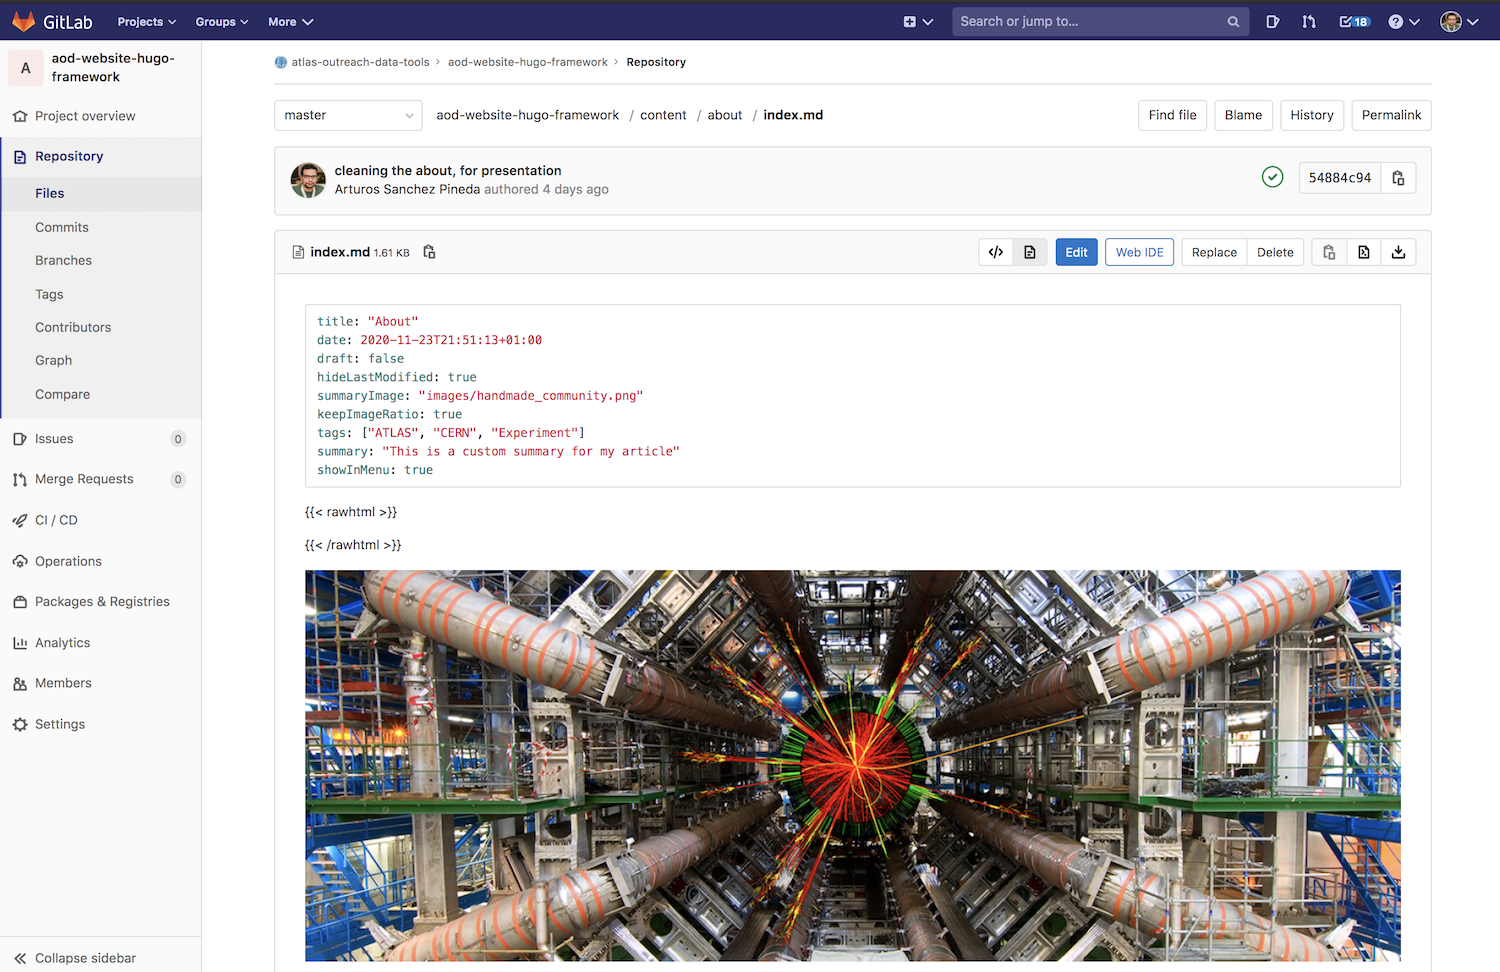 GitLab Projects Groups More Search or jump to... 18
A aod-website-hugo-framework
Project overview
Repository
Files
Commits
Branches
Tags
Contributors
Graph
Compare
Issues 0
Merge Requests 0
CI / CD
Operations
Packages & Registries
Analytics
Members
Settings
Collapse sidebar
atlas-outreach-data-tools › aod-website-hugo-framework › Repository
master aod-website-hugo-framework / content / about / index.md Find file Blame History Permalink
cleaning the about, for presentation
Arturos Sanchez Pineda authored 4 days ago
54884c94
index.md 1.61 KB Edit Web IDE Replace Delete
title: "About"
date: 2020-11-23T21:51:13+01:00
draft: false
hideLastModified: true
summaryImage: "images/handmade_community.png"
keepImageRatio: true
tags: ["ATLAS", "CERN", "Experiment"]
summary: "This is a custom summary for my article"
showInMenu: true
{{< rawhtml >}}
{{< /rawhtml >}}